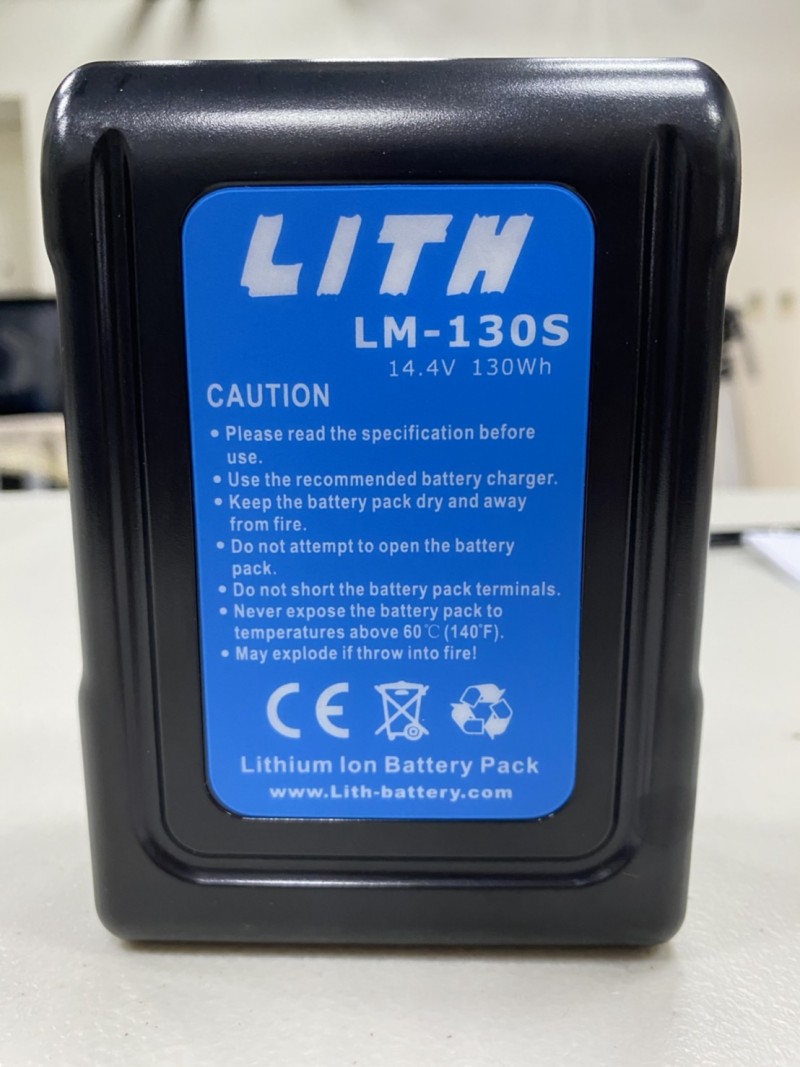 LITH
LM-130S
14.4V 130Wh
CAUTION
• Please read the specification before
use.
• Use the recommended battery charger.
• Keep the battery pack dry and away
from fire.
• Do not attempt to open the battery
pack.
• Do not short the battery pack terminals.
• Never expose the battery pack to
temperatures above 60℃ (140°F).
• May explode if throw into fire!
CE
Lithium Ion Battery Pack
www.Lith-battery.com